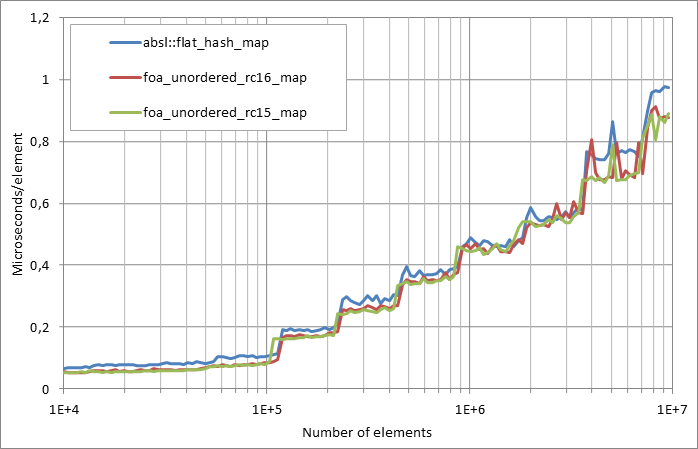 1,2
1
0,8
0,6
0,4
0,2
0
Microseconds/element
absl::flat_hash_map
foa_unordered_rc16_map
foa_unordered_rc15_map
1E+4 1E+5 1E+6 1E+7
Number of elements